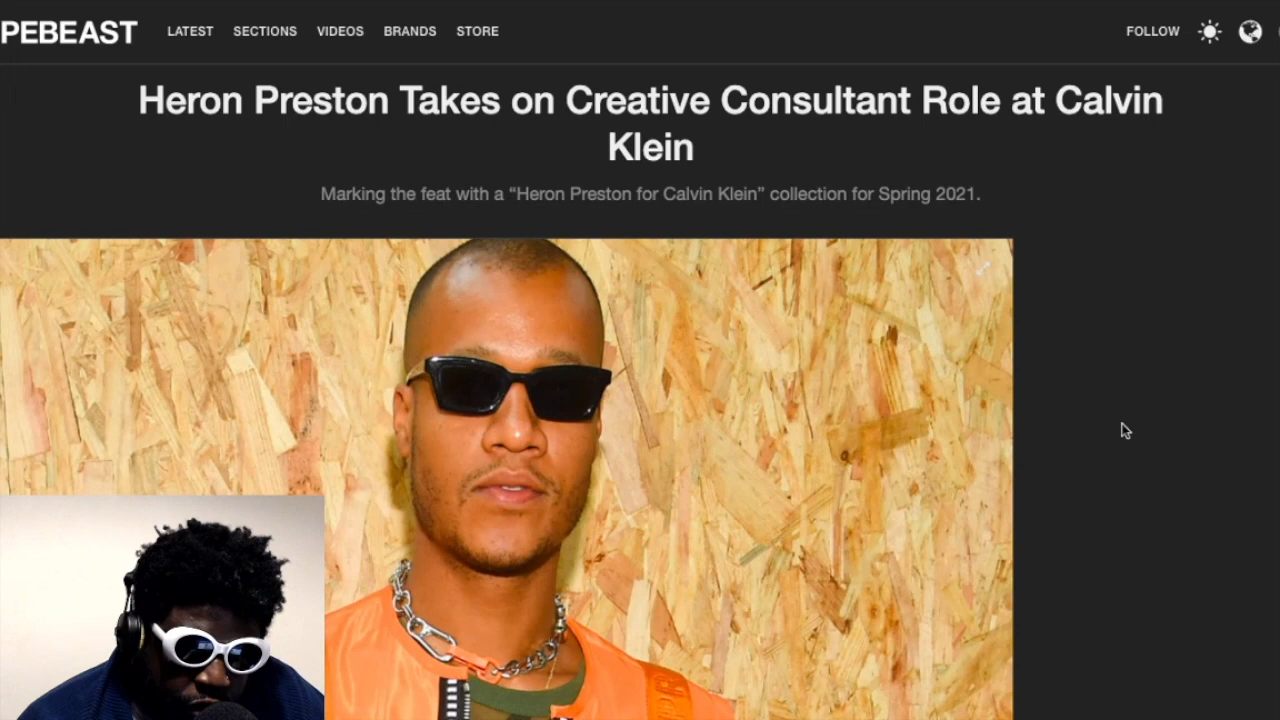 PEBEAST
LATEST SECTIONS VIDEOS BRANDS STORE
FOLLOW
Heron Preston Takes on Creative Consultant Role at Calvin
Klein
Marking the feat with a “Heron Preston for Calvin Klein” collection for Spring 2021.